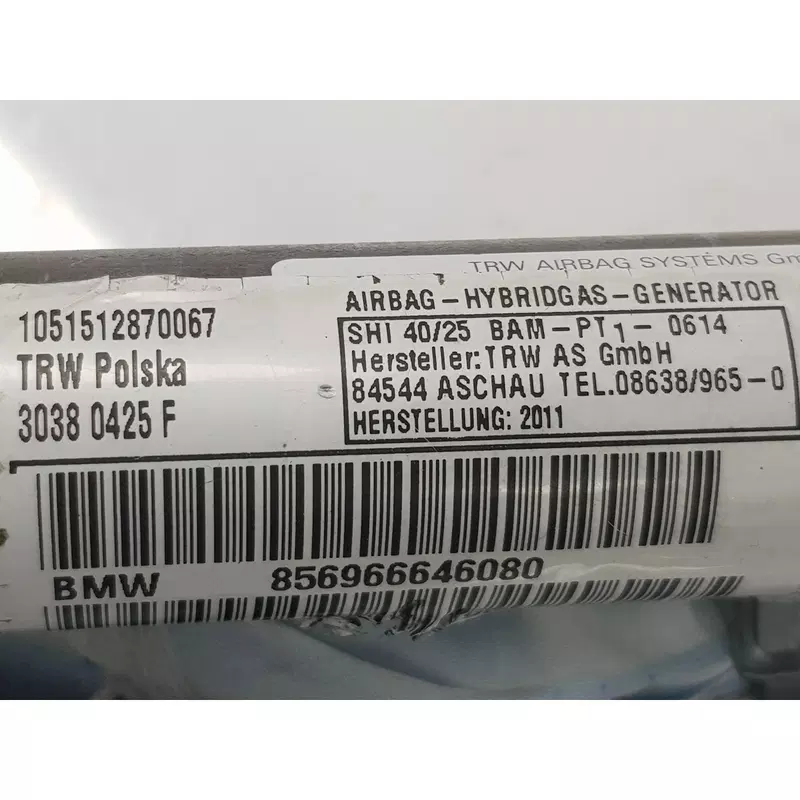 TRW AIRBAG SYSTEMS Gm
1051512870067
TRW Polska
3038 0425 F
AIRBAG-HYBRIDGAS-GENERATOR
SHI 40/25 BAM-PT1-0614
Hersteller:TRW AS GmbH
84544 ASCHAU TEL.08638/965-0
HERSTELLUNG: 2011
BMW 856966646080